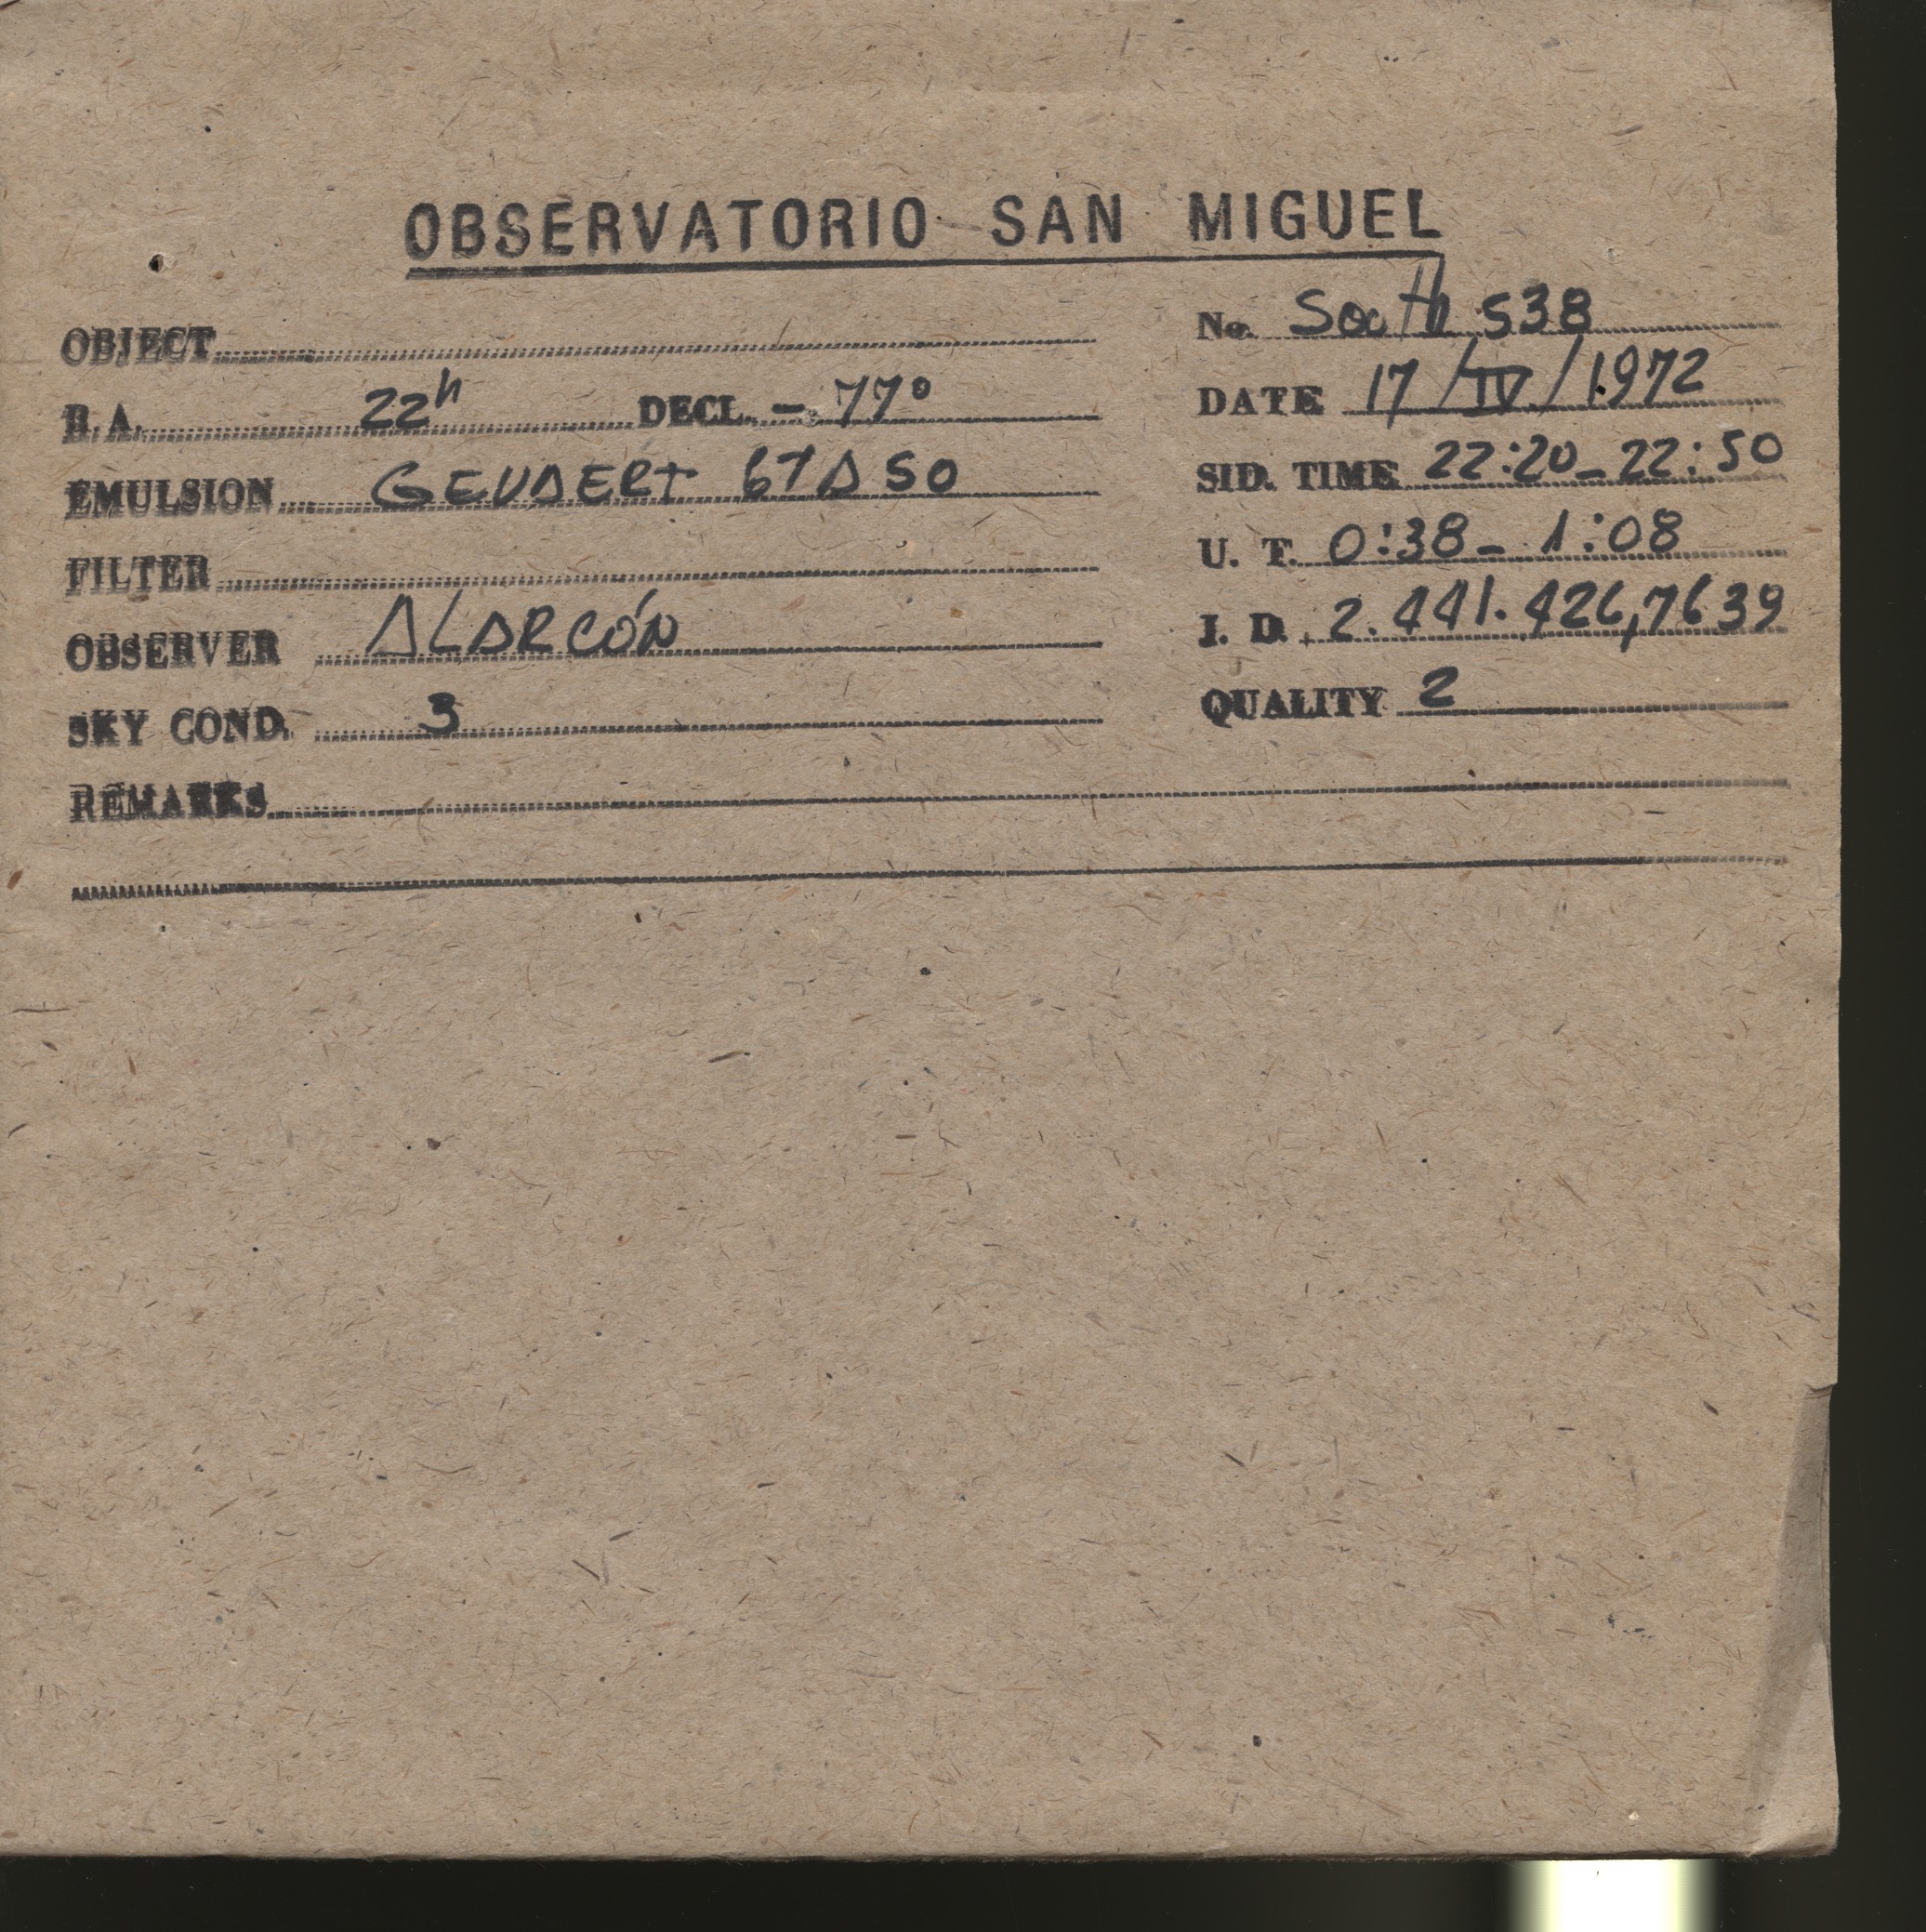 OBSERVATORIO SAN MIGUEL
OBJECT
No. South 538
R. A. 22h DECL. - 77°
DATE 17/IV/1972
EMULSION GEVAERT 67A50
SID. TIME 22:20 - 22:50
FILTER
U. T. 0:38 - 1:08
OBSERVER ALARCÓN
J. D. 2.441.426,7639
SKY COND. 3
QUALITY 2
REMARKS